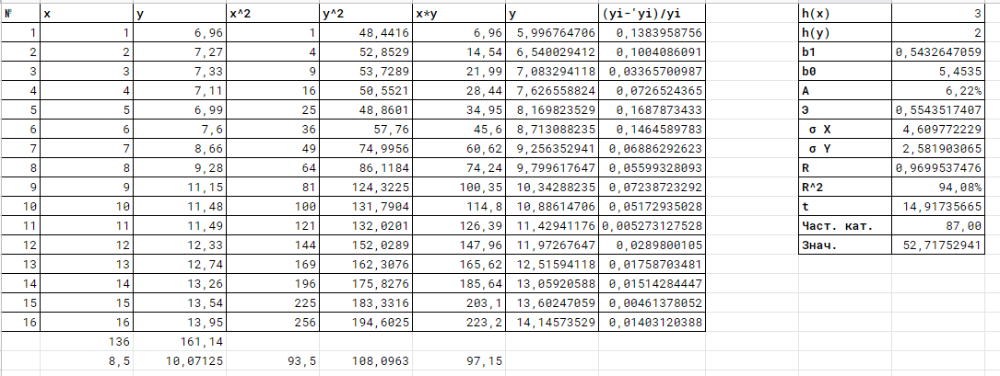 № x y x^2 y^2 x*y y (yi-'yi)/yi h(x) 3
1 1 6,96 1 48,4416 6,96 5,996764706 0,1383958756 h(y) 2
2 2 7,27 4 52,8529 14,54 6,540029412 0,1004086091 b1 0,5432647059
3 3 7,33 9 53,7289 21,99 7,083294118 0,03365700987 b0 5,4535
4 4 7,11 16 50,5521 28,44 7,626558824 0,0726524365 A 6,22%
5 5 6,99 25 48,8601 34,95 8,169823529 0,1687873433 Э 0,5543517407
6 6 7,6 36 57,76 45,6 8,713088235 0,1464589783 σ X 4,609772229
7 7 8,66 49 74,9956 60,62 9,256352941 0,06886292623 σ Y 2,581903065
8 8 9,28 64 86,1184 74,24 9,799617647 0,05599328093 R 0,9699537476
9 9 11,15 81 124,3225 100,35 10,34288235 0,07238723292 R^2 94,08%
10 10 11,48 100 131,7904 114,8 10,88614706 0,05172935028 t 14,91735665
11 11 11,49 121 132,0201 126,39 11,42941176 0,005273127528 Част. кат. 87,00
12 12 12,33 144 152,0289 147,96 11,97267647 0,0289800105 Знач. 52,71752941
13 13 12,74 169 162,3076 165,62 12,51594118 0,01758703481
14 14 13,26 196 175,8276 185,64 13,05920588 0,01514284447
15 15 13,54 225 183,3316 203,1 13,60247059 0,00461378052
16 16 13,95 256 194,6025 223,2 14,14573529 0,01403120388
136 161,14
8,5 10,07125 93,5 108,0963 97,15